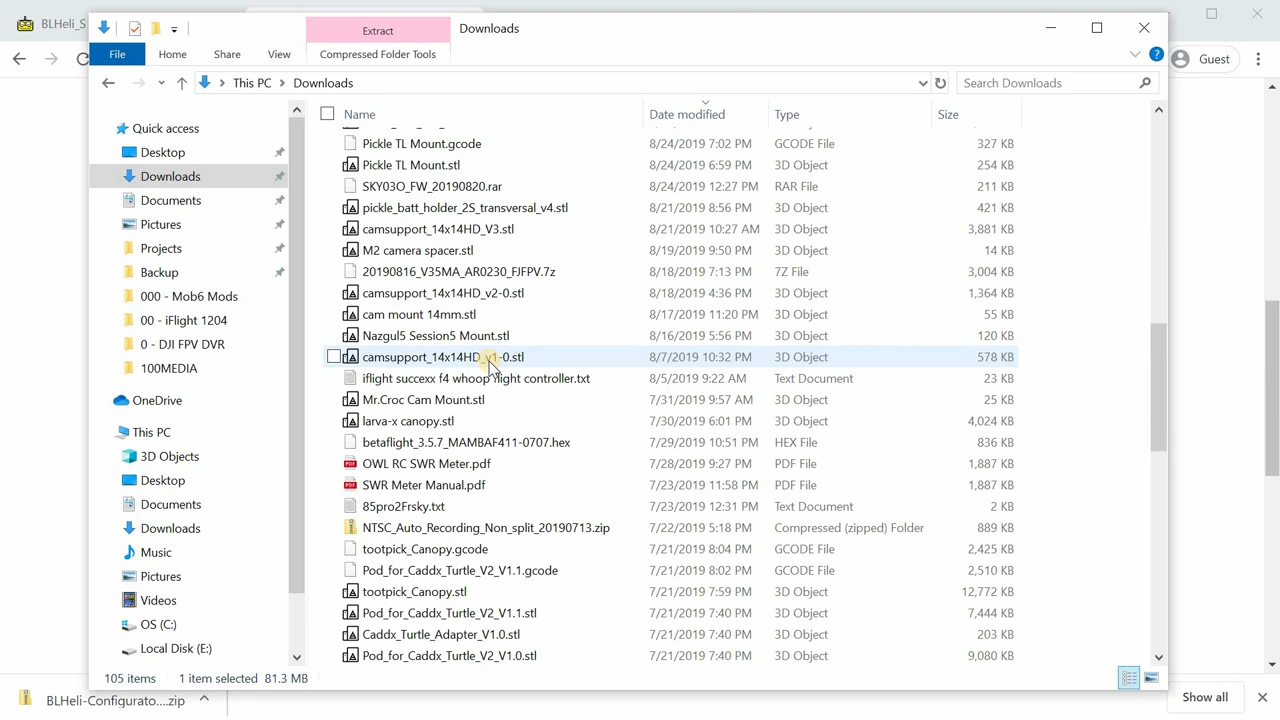 BLHeli_S
Extract
Downloads
File
Home
Share
View
Compressed Folder Tools
Guest
This PC
Downloads
Search Downloads
Name
Date modified
Type
Size
Quick access
Desktop
Downloads
Documents
Pictures
Projects
Backup
000 - Mob6 Mods
00 - iFlight 1204
0 - DJI FPV DVR
100MEDIA
OneDrive
This PC
3D Objects
Desktop
Documents
Downloads
Music
Pictures
Videos
OS (C:)
Local Disk (E:)
Pickle TL Mount.gcode 8/24/2019 7:02 PM GCODE File 327 KB
Pickle TL Mount.stl 8/24/2019 6:59 PM 3D Object 254 KB
SKY03O_FW_20190820.rar 8/24/2019 12:27 PM RAR File 211 KB
pickle_batt_holder_2S_transversal_v4.stl 8/21/2019 8:56 PM 3D Object 421 KB
camsupport_14x14HD_V3.stl 8/21/2019 10:27 AM 3D Object 3,881 KB
M2 camera spacer.stl 8/19/2019 9:50 PM 3D Object 14 KB
20190816_V35MA_AR0230_FJFPV.7z 8/18/2019 7:13 PM 7Z File 3,004 KB
camsupport_14x14HD_v2-0.stl 8/18/2019 4:36 PM 3D Object 1,364 KB
cam mount 14mm.stl 8/17/2019 11:20 PM 3D Object 55 KB
Nazgul5 Session5 Mount.stl 8/16/2019 5:56 PM 3D Object 120 KB
camsupport_14x14HD_v1-0.stl 8/7/2019 10:32 PM 3D Object 578 KB
iflight succexx f4 whoop flight controller.txt 8/5/2019 9:22 AM Text Document 23 KB
Mr.Croc Cam Mount.stl 7/31/2019 9:57 AM 3D Object 25 KB
larva-x canopy.stl 7/30/2019 6:01 PM 3D Object 4,024 KB
betaflight_3.5.7_MAMBAF411-0707.hex 7/29/2019 10:51 PM HEX File 836 KB
OWL RC SWR Meter.pdf 7/28/2019 9:27 PM PDF File 1,887 KB
SWR Meter Manual.pdf 7/23/2019 11:58 PM PDF File 1,887 KB
85pro2Frsky.txt 7/23/2019 12:31 PM Text Document 2 KB
NTSC_Auto_Recording_Non_split_20190713.zip 7/22/2019 5:18 PM Compressed (zipped) Folder 889 KB
tootpick_Canopy.gcode 7/21/2019 8:04 PM GCODE File 2,425 KB
Pod_for_Caddx_Turtle_V2_V1.1.gcode 7/21/2019 8:02 PM GCODE File 2,510 KB
tootpick_Canopy.stl 7/21/2019 7:59 PM 3D Object 12,772 KB
Pod_for_Caddx_Turtle_V2_V1.1.stl 7/21/2019 7:40 PM 3D Object 7,444 KB
Caddx_Turtle_Adapter_V1.0.stl 7/21/2019 7:40 PM 3D Object 203 KB
Pod_for_Caddx_Turtle_V2_V1.0.stl 7/21/2019 7:40 PM 3D Object 9,080 KB
105 items
1 item selected 81.3 MB
BLHeli-Configurato....zip
Show all